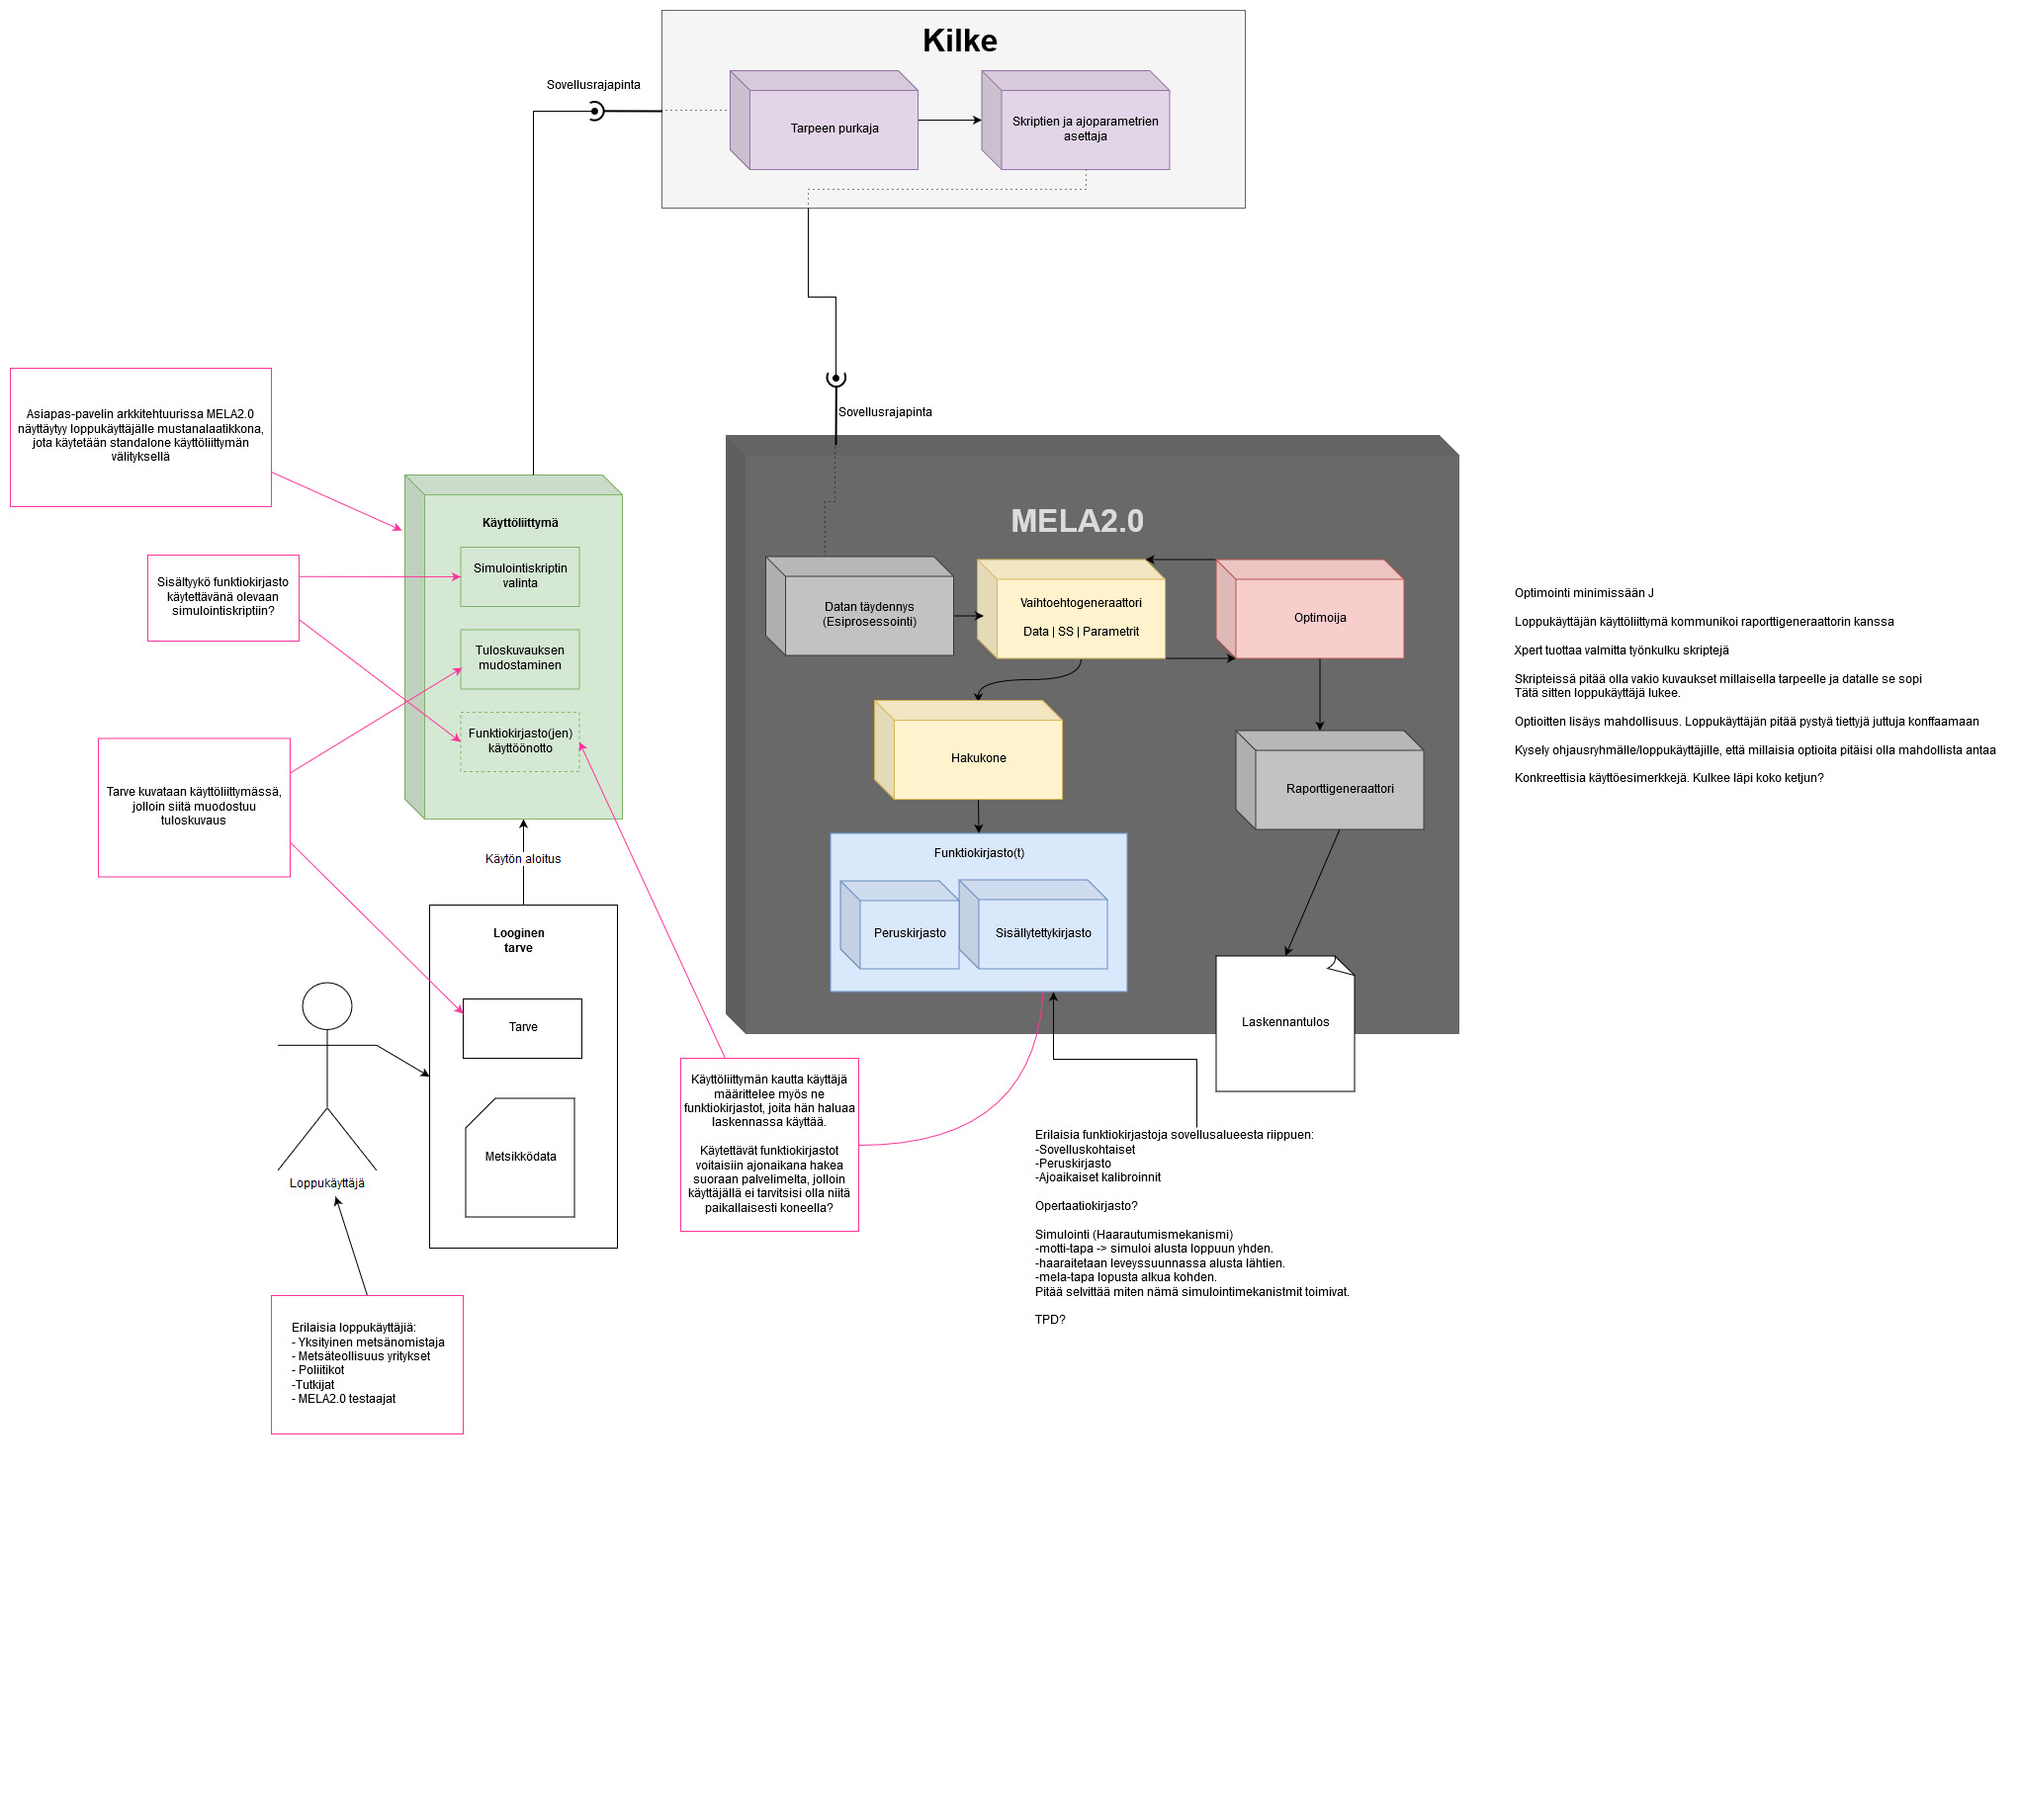 Kilke
Sovellusrajapinta
Tarpeen purkaja
Skriptien ja ajoparametrien
asettaja
Asiapas-pavelin arkkitehtuurissa MELA2.0
näyttäytyy loppukäyttäjälle mustanalaatikkona,
jota käytetään standalone käyttöliittymän
välityksellä
Sovellusrajapinta
Käyttöliittymä
Simulointiskriptin
valinta
Tuloskuvauksen
mudostaminen
Funktiokirjasto(jen)
käyttöönotto
Sisältyykö funktiokirjasto
käytettävänä olevaan
simulointiskriptiin?
Tarve kuvataan käyttöliittymässä,
jolloin siitä muodostuu
tuloskuvaus
MELA2.0
Datan täydennys
(Esiprosessointi)
Vaihtoehtogeneraattori
Data | SS | Parametrit
Optimoija
Hakukone
Raporttigeneraattori
Funktiokirjasto(t)
Peruskirjasto
Sisällytettykirjasto
Laskennantulos
Optimointi minimissään J
Loppukäyttäjän käyttöliittymä kommunikoi raporttigeneraattorin kanssa
Xpert tuottaa valmitta työnkulku skriptejä
Skripteissä pitää olla vakio kuvaukset millaisella tarpeelle ja datalle se sopi
Tätä sitten loppukäyttäjä lukee.
Optioitten lisäys mahdollisuus. Loppukäyttäjän pitää pystyä tiettyjä juttuja konffaamaan
Kysely ohjausryhmälle/loppukäyttäjille, että millaisia optioita pitäisi olla mahdollista antaa
Konkreettisia käyttöesimerkkejä. Kulkee läpi koko ketjun?
Käytön aloitus
Looginen
tarve
Tarve
Metsikködata
Loppukäyttäjä
Erilaisia loppukäyttäjiä:
- Yksityinen metsänomistaja
- Metsäteollisuus yritykset
- Poliitikot
-Tutkijat
- MELA2.0 testaajat
Käyttöliittymän kautta käyttäjä
määrittelee myös ne
funktiokirjastot, joita hän haluaa
laskennassa käyttää.
Käytettävät funktiokirjastot
voitaisiin ajonaikana hakea
suoraan palvelimelta, jolloin
käyttäjällä ei tarvitsisi olla niitä
paikallaisesti koneella?
Erilaisia funktiokirjastoja sovellusalueesta riippuen:
-Sovelluskohtaiset
-Peruskirjasto
-Ajoaikaiset kalibroinnit
Opertaatiokirjasto?
Simulointi (Haarautumismekanismi)
-motti-tapa -> simuloi alusta loppuun yhden.
-haaraitetaan leveyssuunnassa alusta lähtien.
-mela-tapa lopusta alkua kohden.
Pitää selvittää miten nämä simulointimekanistmit toimivat.
TPD?